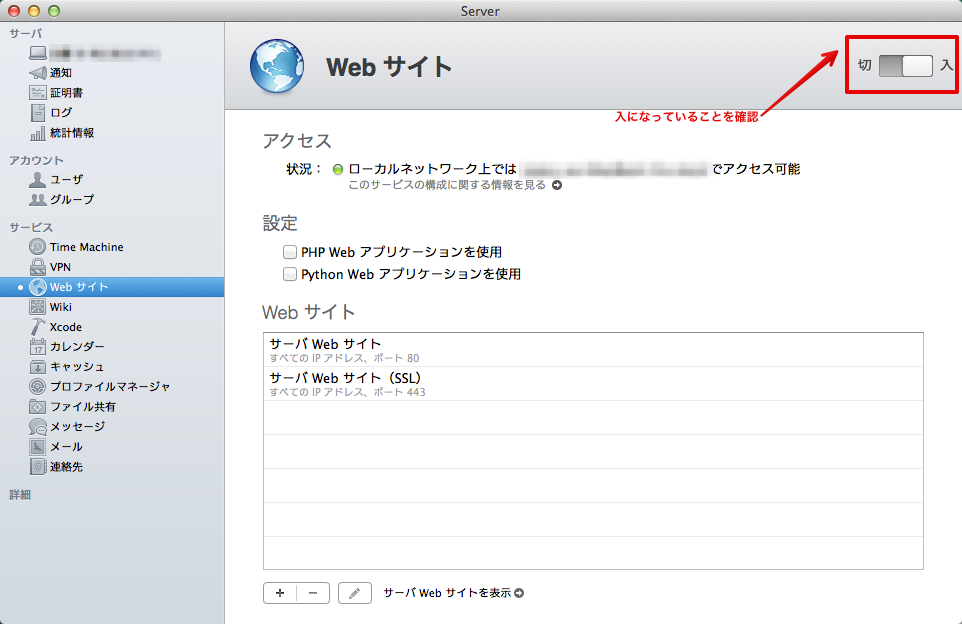 Server
サーバ
通知
証明書
ログ
統計情報
アカウント
ユーザ
グループ
サービス
Time Machine
VPN
Web サイト
Wiki
Xcode
カレンダー
キャッシュ
プロファイルマネージャ
ファイル共有
メッセージ
メール
連絡先
詳細
Web サイト
切 入
入になっていることを確認
アクセス
状況： ローカルネットワーク上では でアクセス可能
このサービスの構成に関する情報を見る
設定
PHP Web アプリケーションを使用
Python Web アプリケーションを使用
Web サイト
サーバ Web サイト
すべての IP アドレス、ポート 80
サーバ Web サイト（SSL）
すべての IP アドレス、ポート 443
サーバ Web サイトを表示